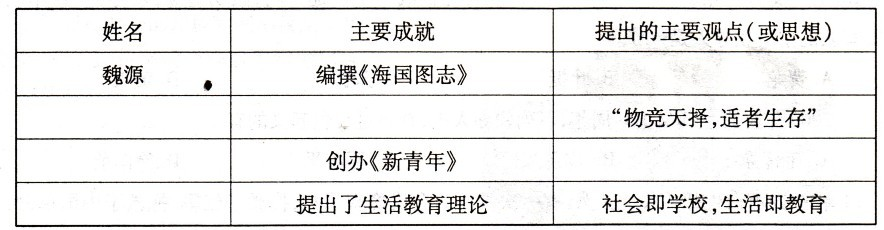 姓名 主要成就 提出的主要观点(或思想)
魏源 编撰《海国图志》
“物竞天择,适者生存”
创办《新青年》
提出了生活教育理论 社会即学校,生活即教育